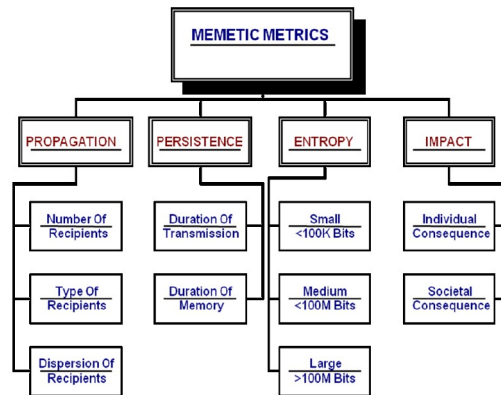 MEMETIC METRICS
PROPAGATION
PERSISTENCE
ENTROPY
IMPACT
Number Of
Recipients
Duration Of
Transmission
Small
<100K Bits
Individual
Consequence
Type Of
Recipients
Duration Of
Memory
Medium
<100M Bits
Societal
Consequence
Dispersion Of
Recipients
Large
>100M Bits